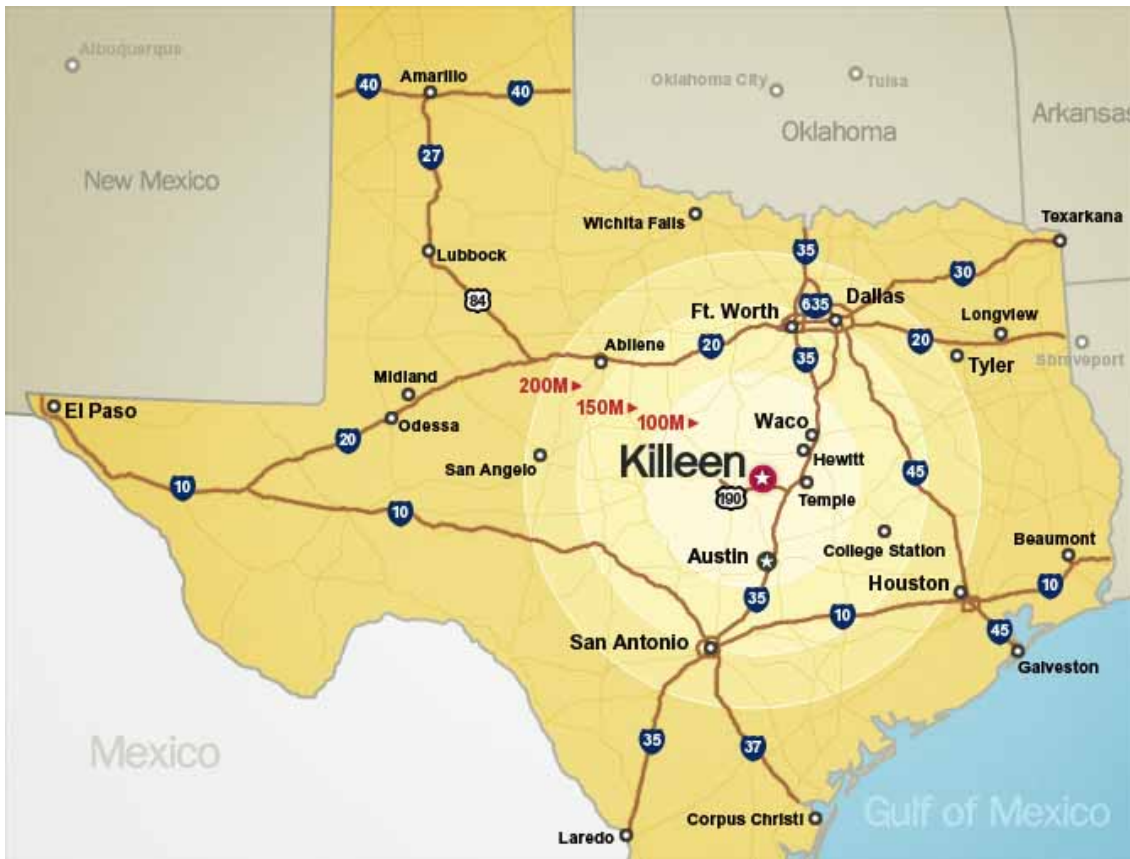 Albuquerque
Amarillo
40
40
Oklahoma City
Tulsa
Arkansas
Oklahoma
27
New Mexico
Wichita Falls
Texarkana
Lubbock
35
30
84
635
Dallas
Ft. Worth
Longview
20
35
20
Abilene
Shreveport
Tyler
Midland
200M
150M
100M
El Paso
Odessa
Waco
20
Killeen
Hewitt
San Angelo
45
10
190
Temple
10
Austin
College Station
Beaumont
Houston
10
35
10
45
San Antonio
Galveston
35
37
Mexico
Gulf of Mexico
Corpus Christi
Laredo